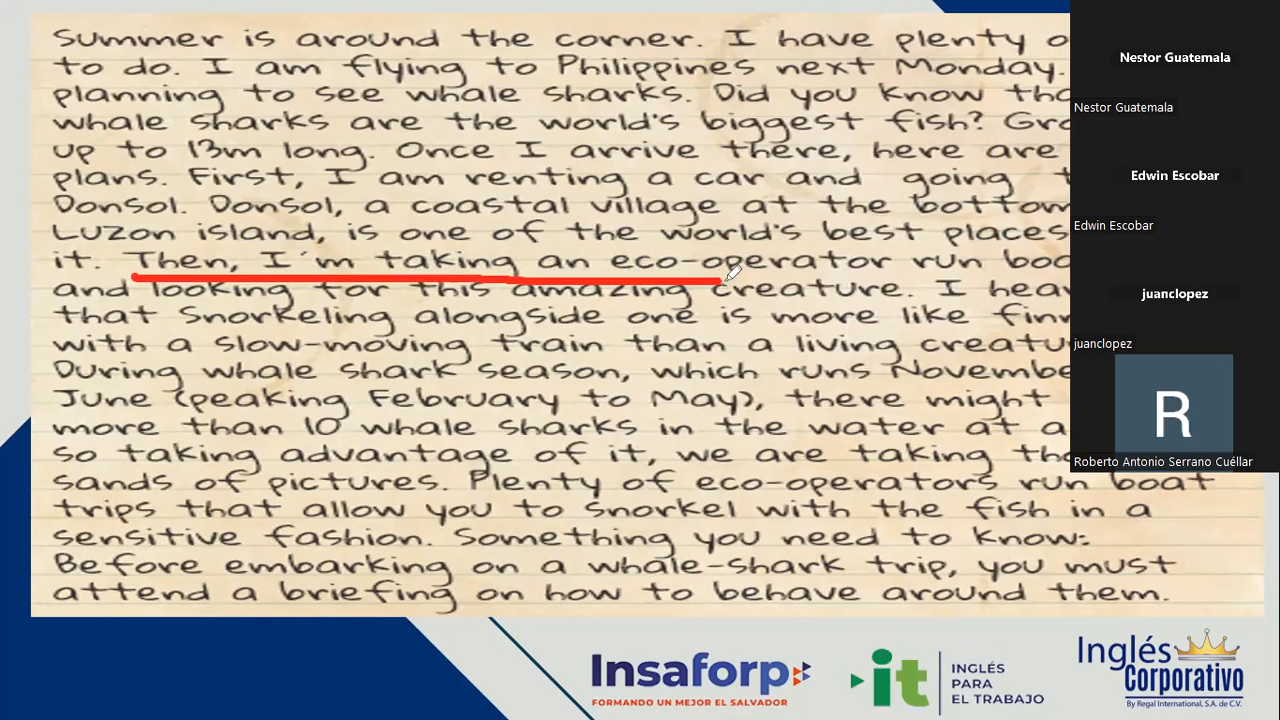 Summer is around the corner. I have plenty
to do. I am flying to Philippines next Monday.
planning to see whale sharks. Did you know
whale sharks are the world's biggest fish?
up to 13m long. Once I arrive there, here are
plans. First, I am renting a car and going
Donsol. Donsol, a coastal village at the bottom
Luzon island, is one of the world's best places
it. Then, I'm taking an eco-operator run
and looking for this amazing creature. I
that snorkeling alongside one is more like
with a slow-moving train than a living
During whale shark season, which runs
June (peaking February to May), there might
more than 10 whale sharks in the water at a
so taking advantage of it, we are taking
sands of pictures. Plenty of eco-operators run boat
trips that allow you to snorkel with the fish in a
sensitive fashion. Something you need to know:
Before embarking on a whale-shark trip, you must
attend a briefing on how to behave around them.
Nestor Guatemala
Nestor Guatemala
Edwin Escobar
Edwin Escobar
juanclopez
juanclopez
R
Roberto Antonio Serrano Cuéllar
Insaforp
FORMANDO UN MEJOR EL SALVADOR
it
INGLÉS
PARA
EL TRABAJO
Inglés
Corporativo
By Regal International, S.A. de C.V.